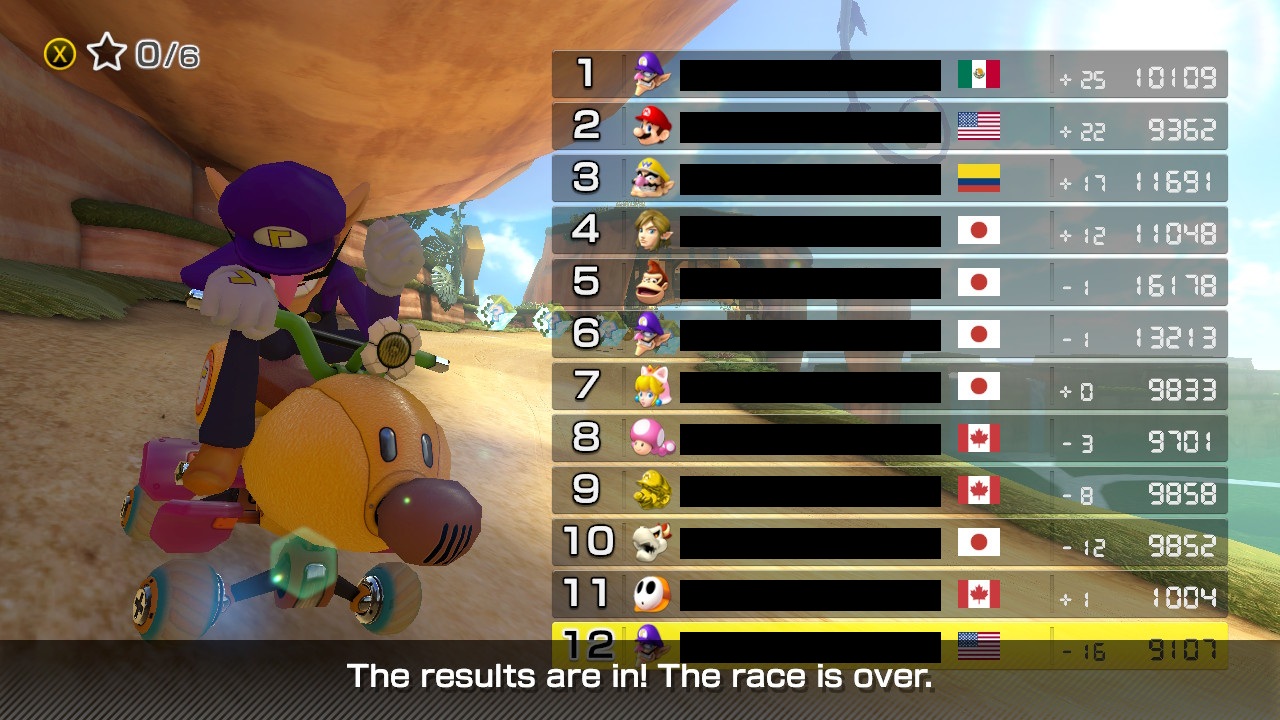 X 0/6
1 + 25 10109
2 + 22 9362
3 + 17 11691
4 + 12 11048
5 - 1 16178
6 - 1 13213
7 + 0 9833
8 - 3 9701
9 - 8 9858
10 - 12 9852
11 + 1 1004
12 - 16 9107
The results are in! The race is over.